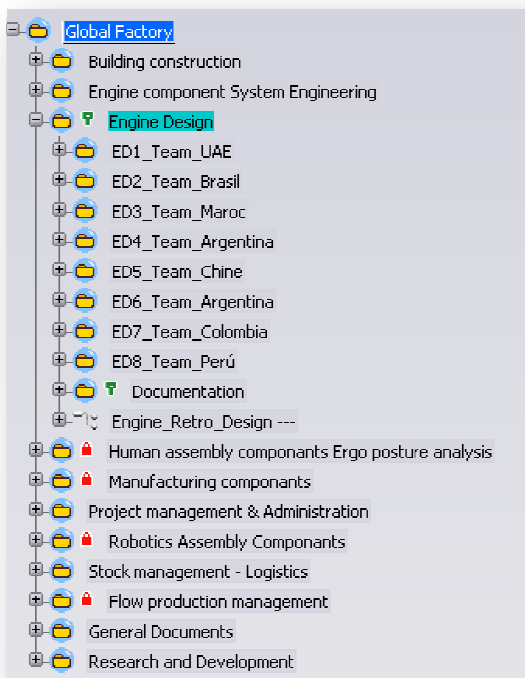 Global Factory
Building construction
Engine component System Engineering
Engine Design
ED1_Team_UAE
ED2_Team_Brasil
ED3_Team_Maroc
ED4_Team_Argentina
ED5_Team_Chine
ED6_Team_Argentina
ED7_Team_Colombia
ED8_Team_Perú
Documentation
Engine_Retro_Design ---
Human assembly componants Ergo posture analysis
Manufacturing componants
Project management & Administration
Robotics Assembly Componants
Stock management - Logistics
Flow production management
General Documents
Research and Development